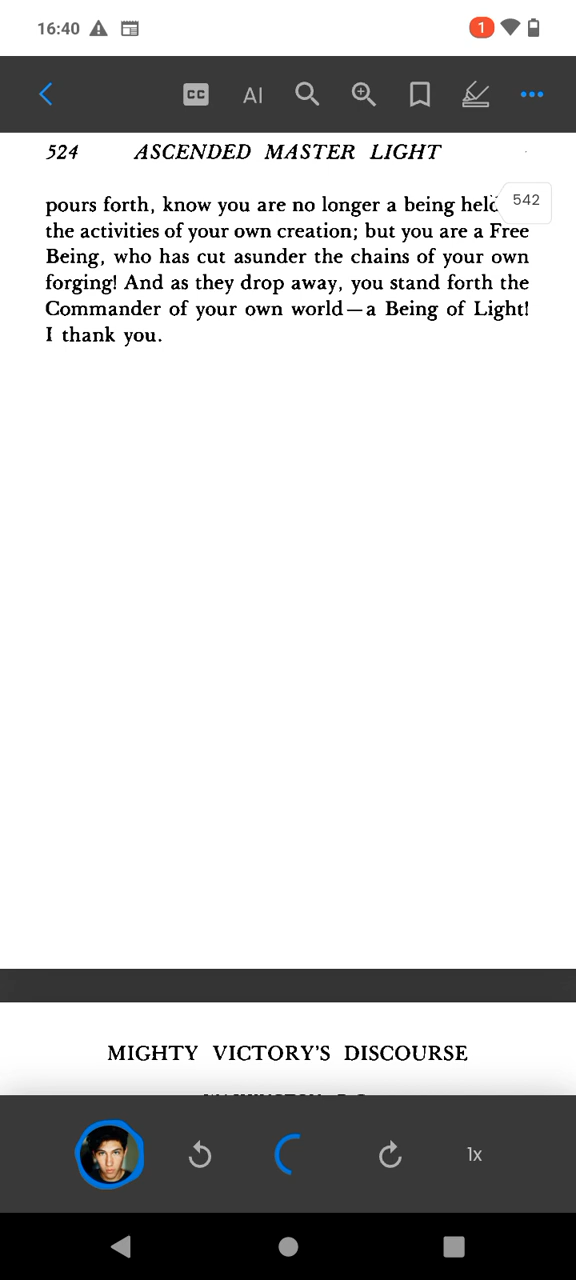 16:40
1
CC
AI
524 ASCENDED MASTER LIGHT
542
pours forth, know you are no longer a being held
the activities of your own creation; but you are a Free
Being, who has cut asunder the chains of your own
forging! And as they drop away, you stand forth the
Commander of your own world—a Being of Light!
I thank you.
MIGHTY VICTORY'S DISCOURSE
1x